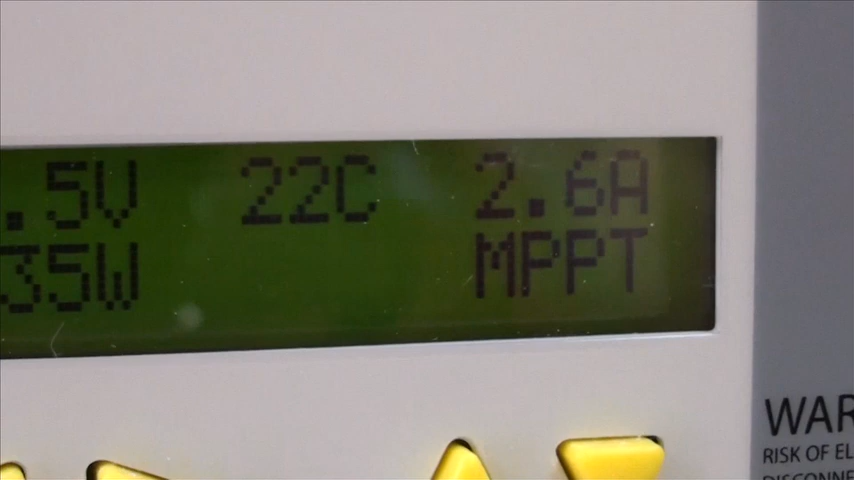 .5V 22C 2.6A
35W MPPT
WAR
RISK OF EL
DISCONNE